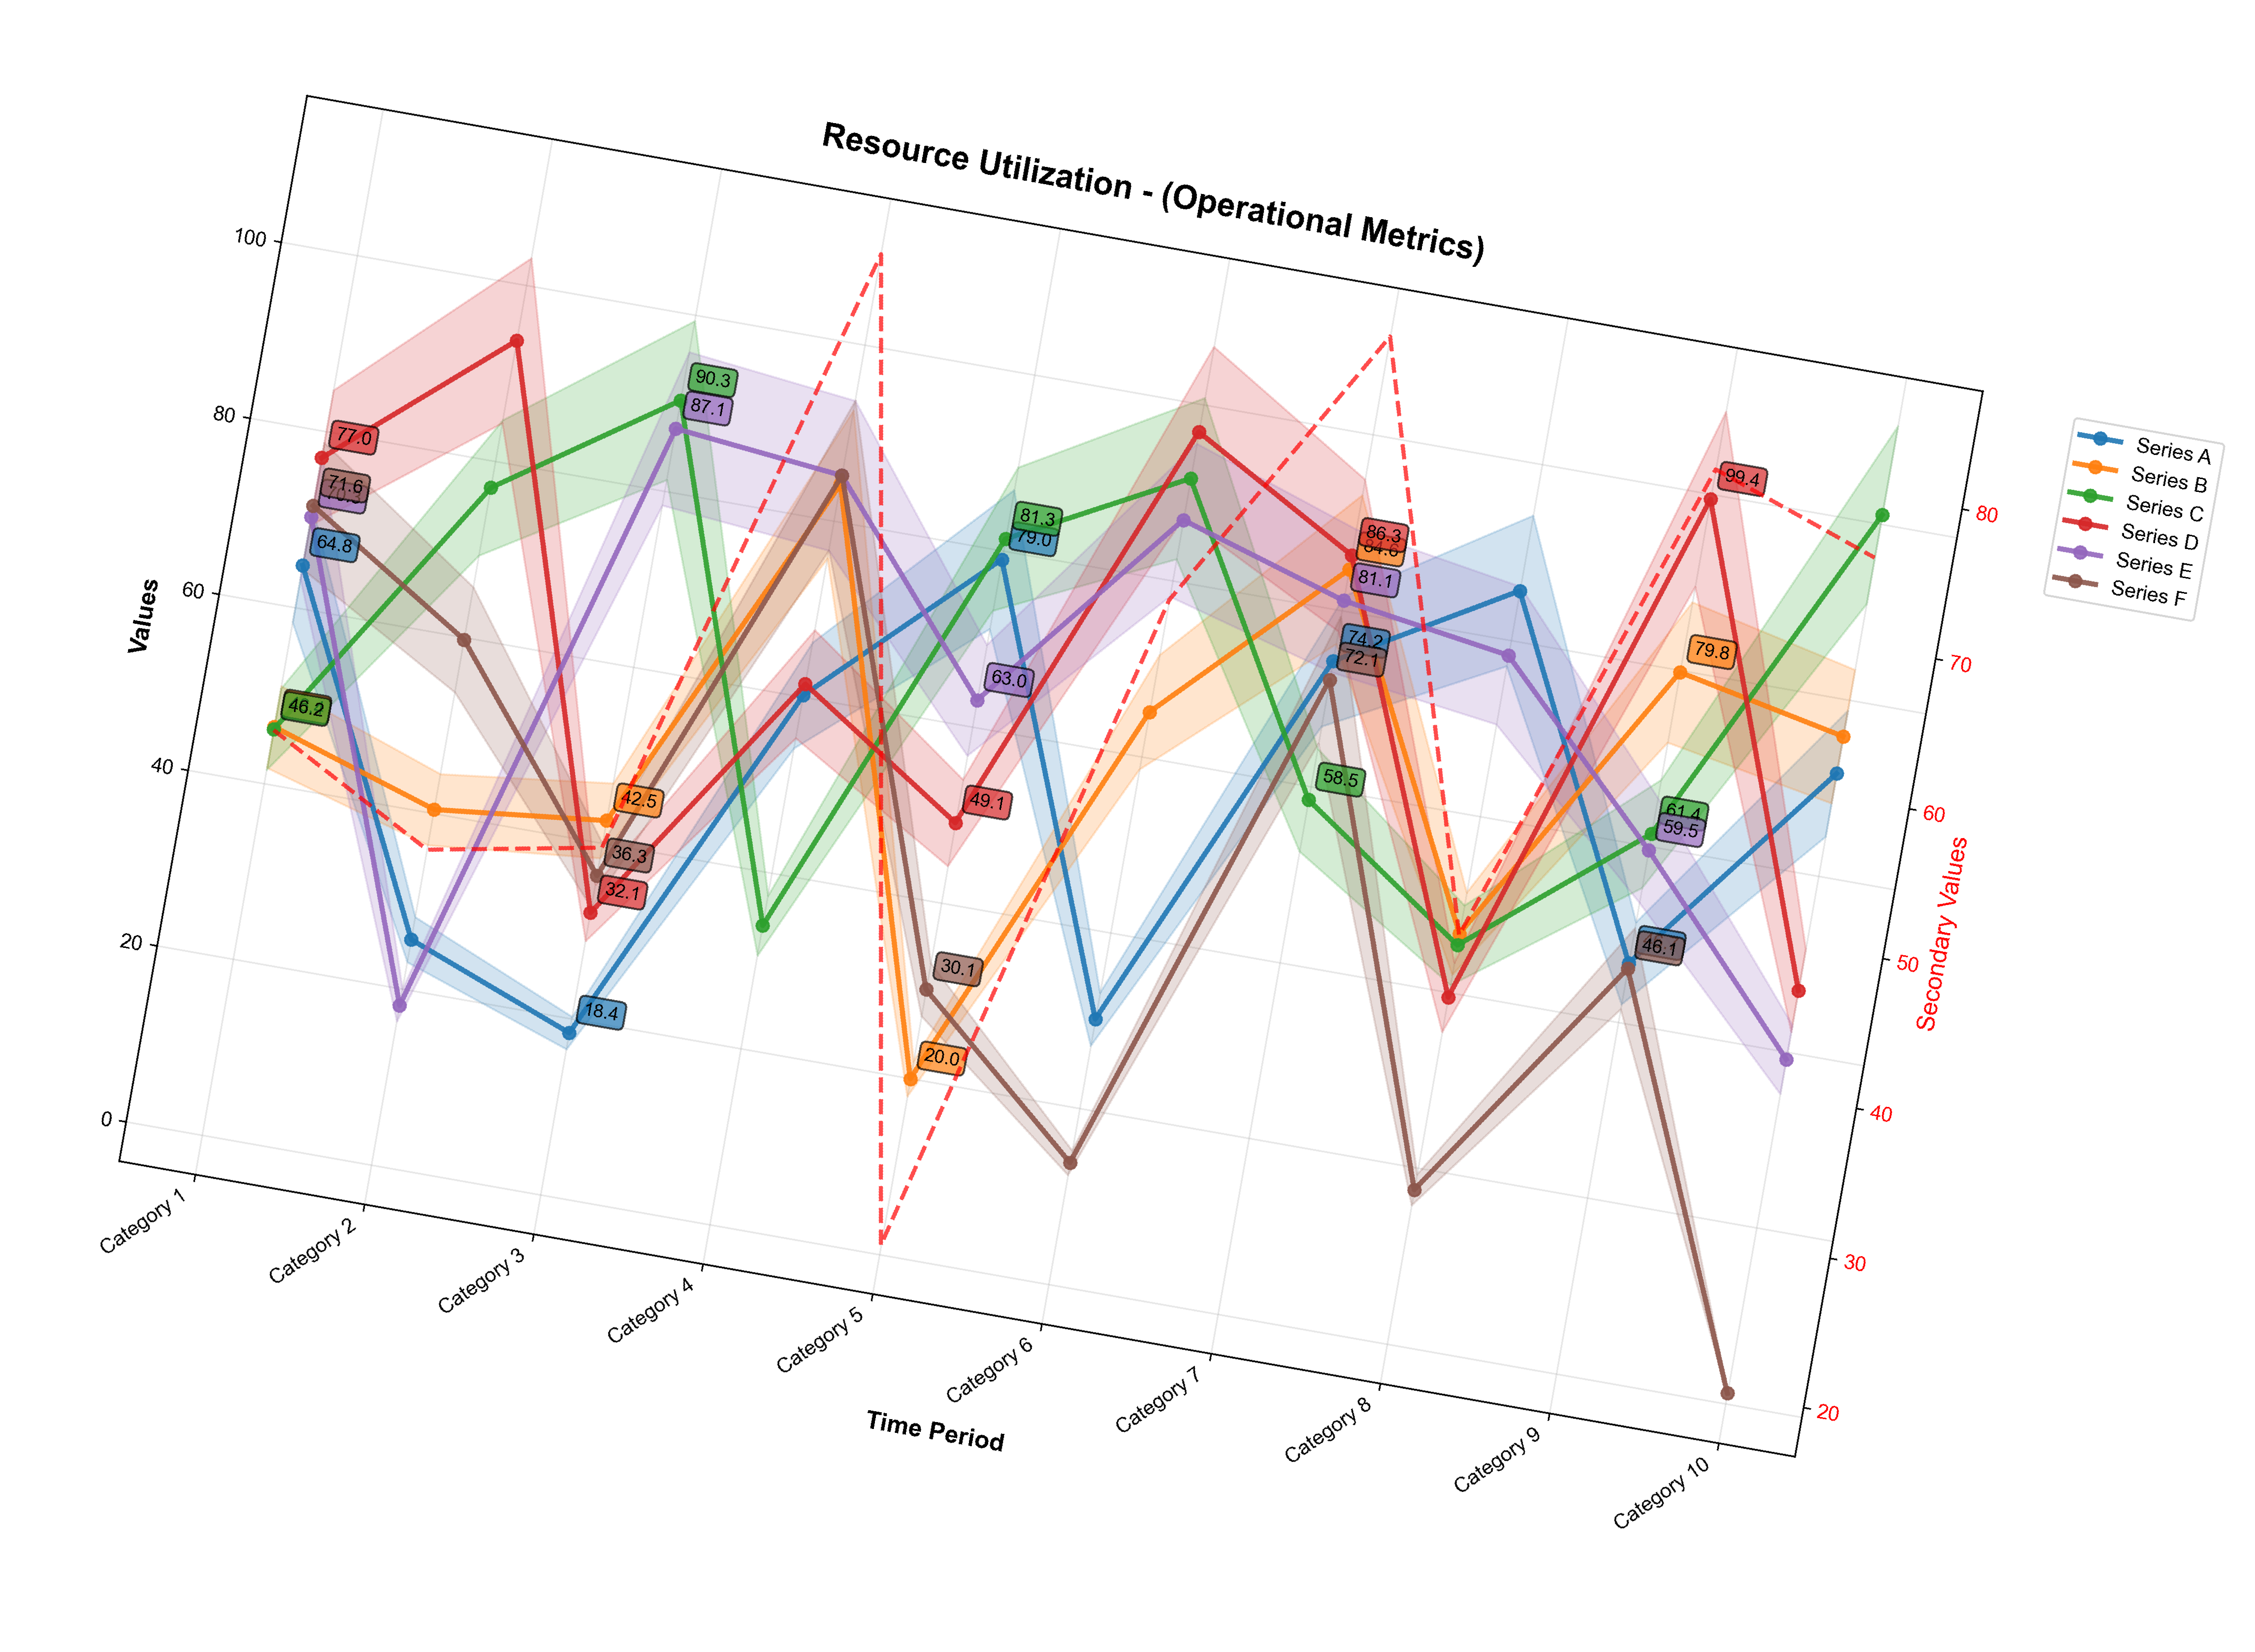 Resource Utilization - (Operational Metrics)
Values
100
80
60
40
20
0
77.0
71.6
64.8
46.2
90.3
87.1
42.5
36.3
32.1
18.4
81.3
79.0
63.0
49.1
30.1
20.0
86.3
84.6
81.1
74.2
72.1
58.5
99.4
79.8
61.4
59.5
46.1
Category 1
Category 2
Category 3
Category 4
Category 5
Category 6
Category 7
Category 8
Category 9
Category 10
Time Period
80
70
60
50
40
30
20
Secondary Values
Series A
Series B
Series C
Series D
Series E
Series F